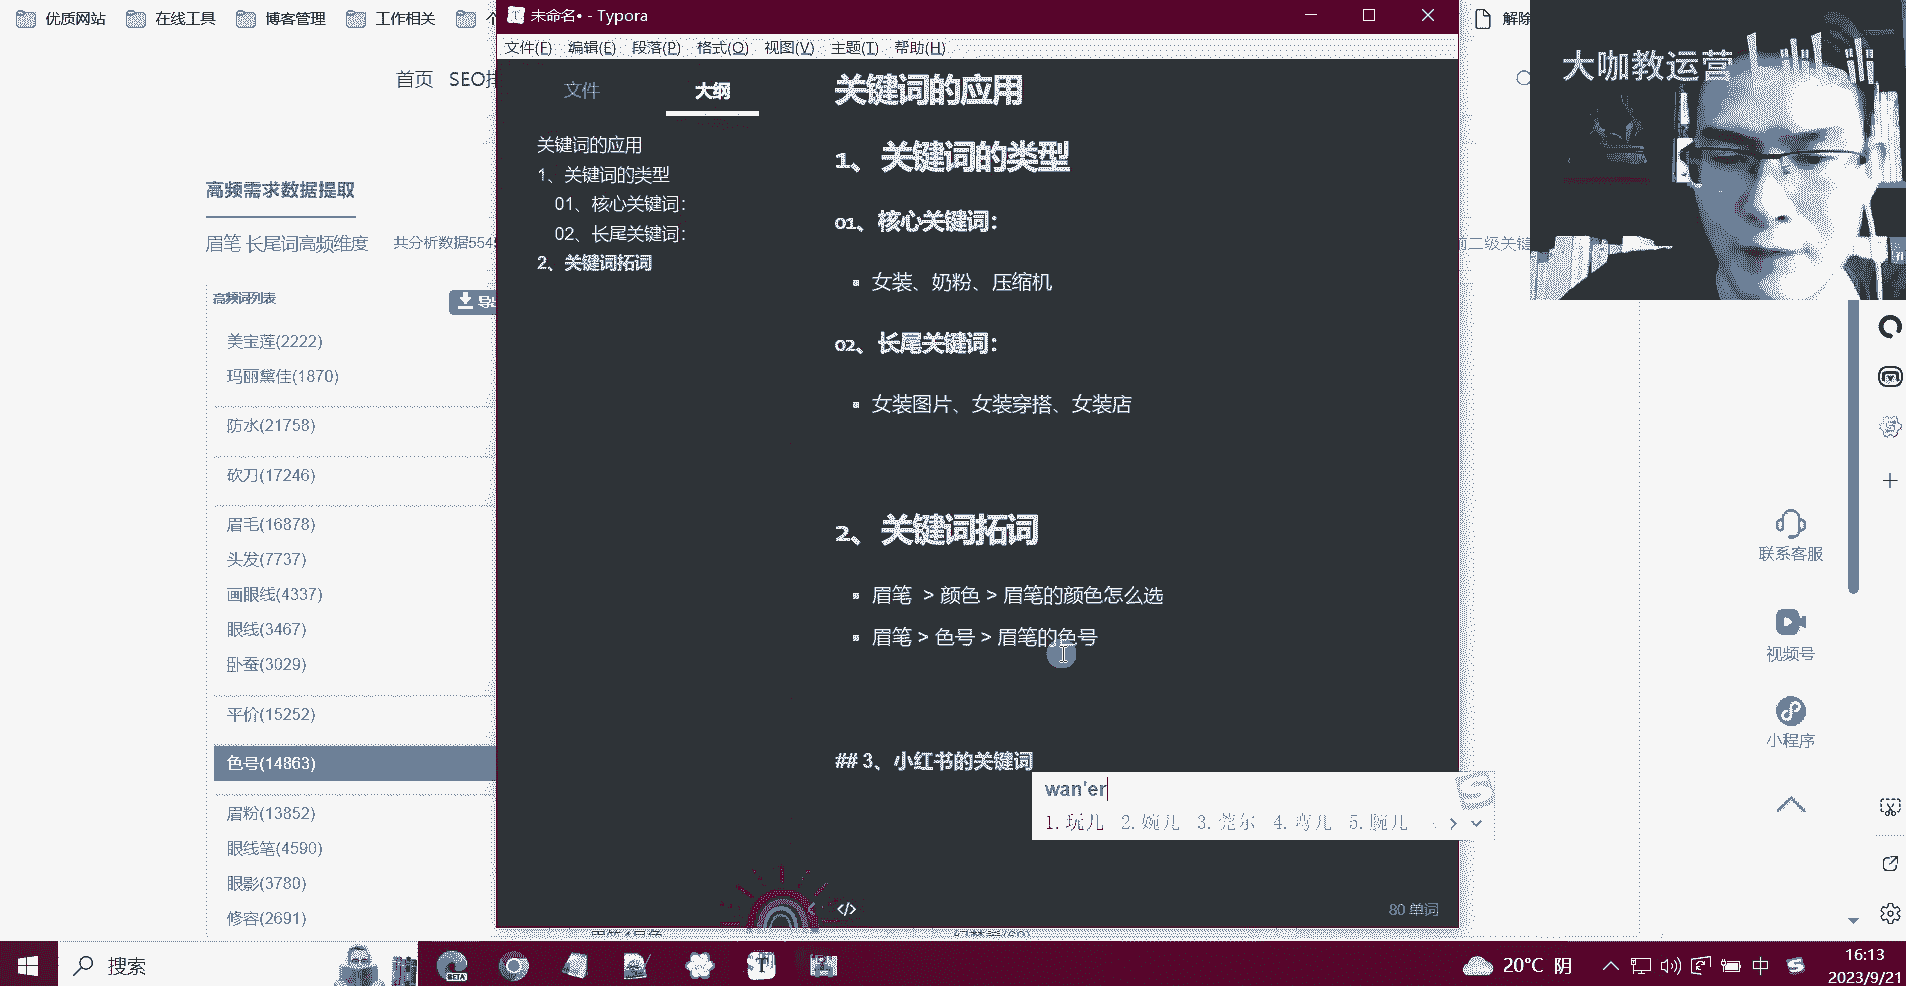 优质网站 在线工具 博客管理 工作相关
未命名• - Typora
文件(F) 编辑(E) 段落(P) 格式(O) 视图(V) 主题(T) 帮助(H)
解除
首页 SEO排
文件 大纲
大咖教运营
关键词的应用
1、关键词的类型
01、核心关键词：
02、长尾关键词：
2、关键词拓词
高频需求数据提取
眉笔 长尾词高频维度 共分析数据554
前二级关键
高频词列表
导出
美宝莲(2222)
玛丽黛佳(1870)
防水(21758)
砍刀(17246)
眉毛(16878)
头发(7737)
画眼线(4337)
眼线(3467)
卧蚕(3029)
平价(15252)
色号(14863)
眉粉(13852)
眼线笔(4590)
眼影(3780)
修容(2691)
关键词的应用
1、 关键词的类型
01、 核心关键词：
女装、奶粉、压缩机
02、 长尾关键词：
女装图片、女装穿搭、女装店
2、 关键词拓词
眉笔 > 颜色 > 眉笔的颜色怎么选
眉笔 > 色号 > 眉笔的色号
## 3、小红书的关键词
wan'er
1.玩儿 2.婉儿 3.莞尔 4.弯儿 5.腕儿
</> 80 单词
联系客服
视频号
小程序
搜索
BETA
20°C 阴
中
16:13
2023/9/21